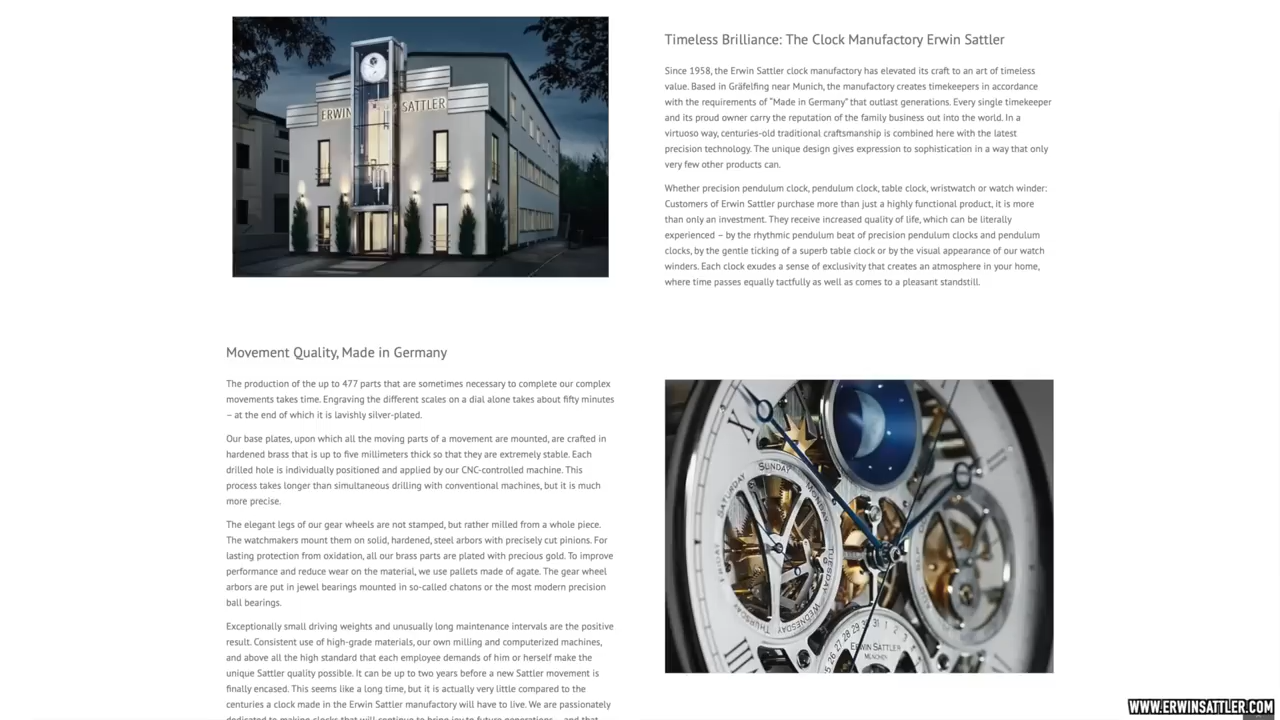 ERWIN SATTLER
Timeless Brilliance: The Clock Manufactory Erwin Sattler
Since 1958, the Erwin Sattler clock manufactory has elevated its craft to an art of timeless
value. Based in Gräfelfing near Munich, the manufactory creates timekeepers in accordance
with the requirements of "Made in Germany" that outlast generations. Every single timekeeper
and its proud owner carry the reputation of the family business out into the world. In a
virtuoso way, centuries-old traditional craftsmanship is combined here with the latest
precision technology. The unique design gives expression to sophistication in a way that only
very few other products can.
Whether precision pendulum clock, pendulum clock, table clock, wristwatch or watch winder:
Customers of Erwin Sattler purchase more than just a highly functional product, it is more
than only an investment. They receive increased quality of life, which can be literally
experienced – by the rhythmic pendulum beat of precision pendulum clocks and pendulum
clocks, by the gentle ticking of a superb table clock or by the visual appearance of our watch
winders. Each clock exudes a sense of exclusivity that creates an atmosphere in your home,
where time passes equally tactfully as well as comes to a pleasant standstill.
Movement Quality, Made in Germany
The production of the up to 477 parts that are sometimes necessary to complete our complex
movements takes time. Engraving the different scales on a dial alone takes about fifty minutes
– at the end of which it is lavishly silver-plated.
Our base plates, upon which all the moving parts of a movement are mounted, are crafted in
hardened brass that is up to five millimeters thick so that they are extremely stable. Each
drilled hole is individually positioned and applied by our CNC-controlled machine. This
process takes longer than simultaneous drilling with conventional machines, but it is much
more precise.
The elegant legs of our gear wheels are not stamped, but rather milled from a whole piece.
The watchmakers mount them on solid, hardened, steel arbors with precisely cut pinions. For
lasting protection from oxidation, all our brass parts are plated with precious gold. To improve
performance and reduce wear on the material, we use pallets made of agate. The gear wheel
arbors are put in jewel bearings mounted in so-called chatons or the most modern precision
ball bearings.
Exceptionally small driving weights and unusually long maintenance intervals are the positive
result. Consistent use of high-grade materials, our own milling and computerized machines,
and above all the high standard that each employee demands of him or herself make the
unique Sattler quality possible. It can be up to two years before a new Sattler movement is
finally encased. This seems like a long time, but it is actually very little compared to the
centuries a clock made in the Erwin Sattler manufactory will have to live. We are passionately
dedicated to making clocks that will continue to bring joy to future generations – and that
XI
SUNDAY
MONDAY
TUESDAY
WEDNESDAY
THURSDAY
FRIDAY
SATURDAY
28 29 30 31 1 2 3
ERWIN SATTLER
MÜNCHEN
WWW.ERWINSATTLER.COM